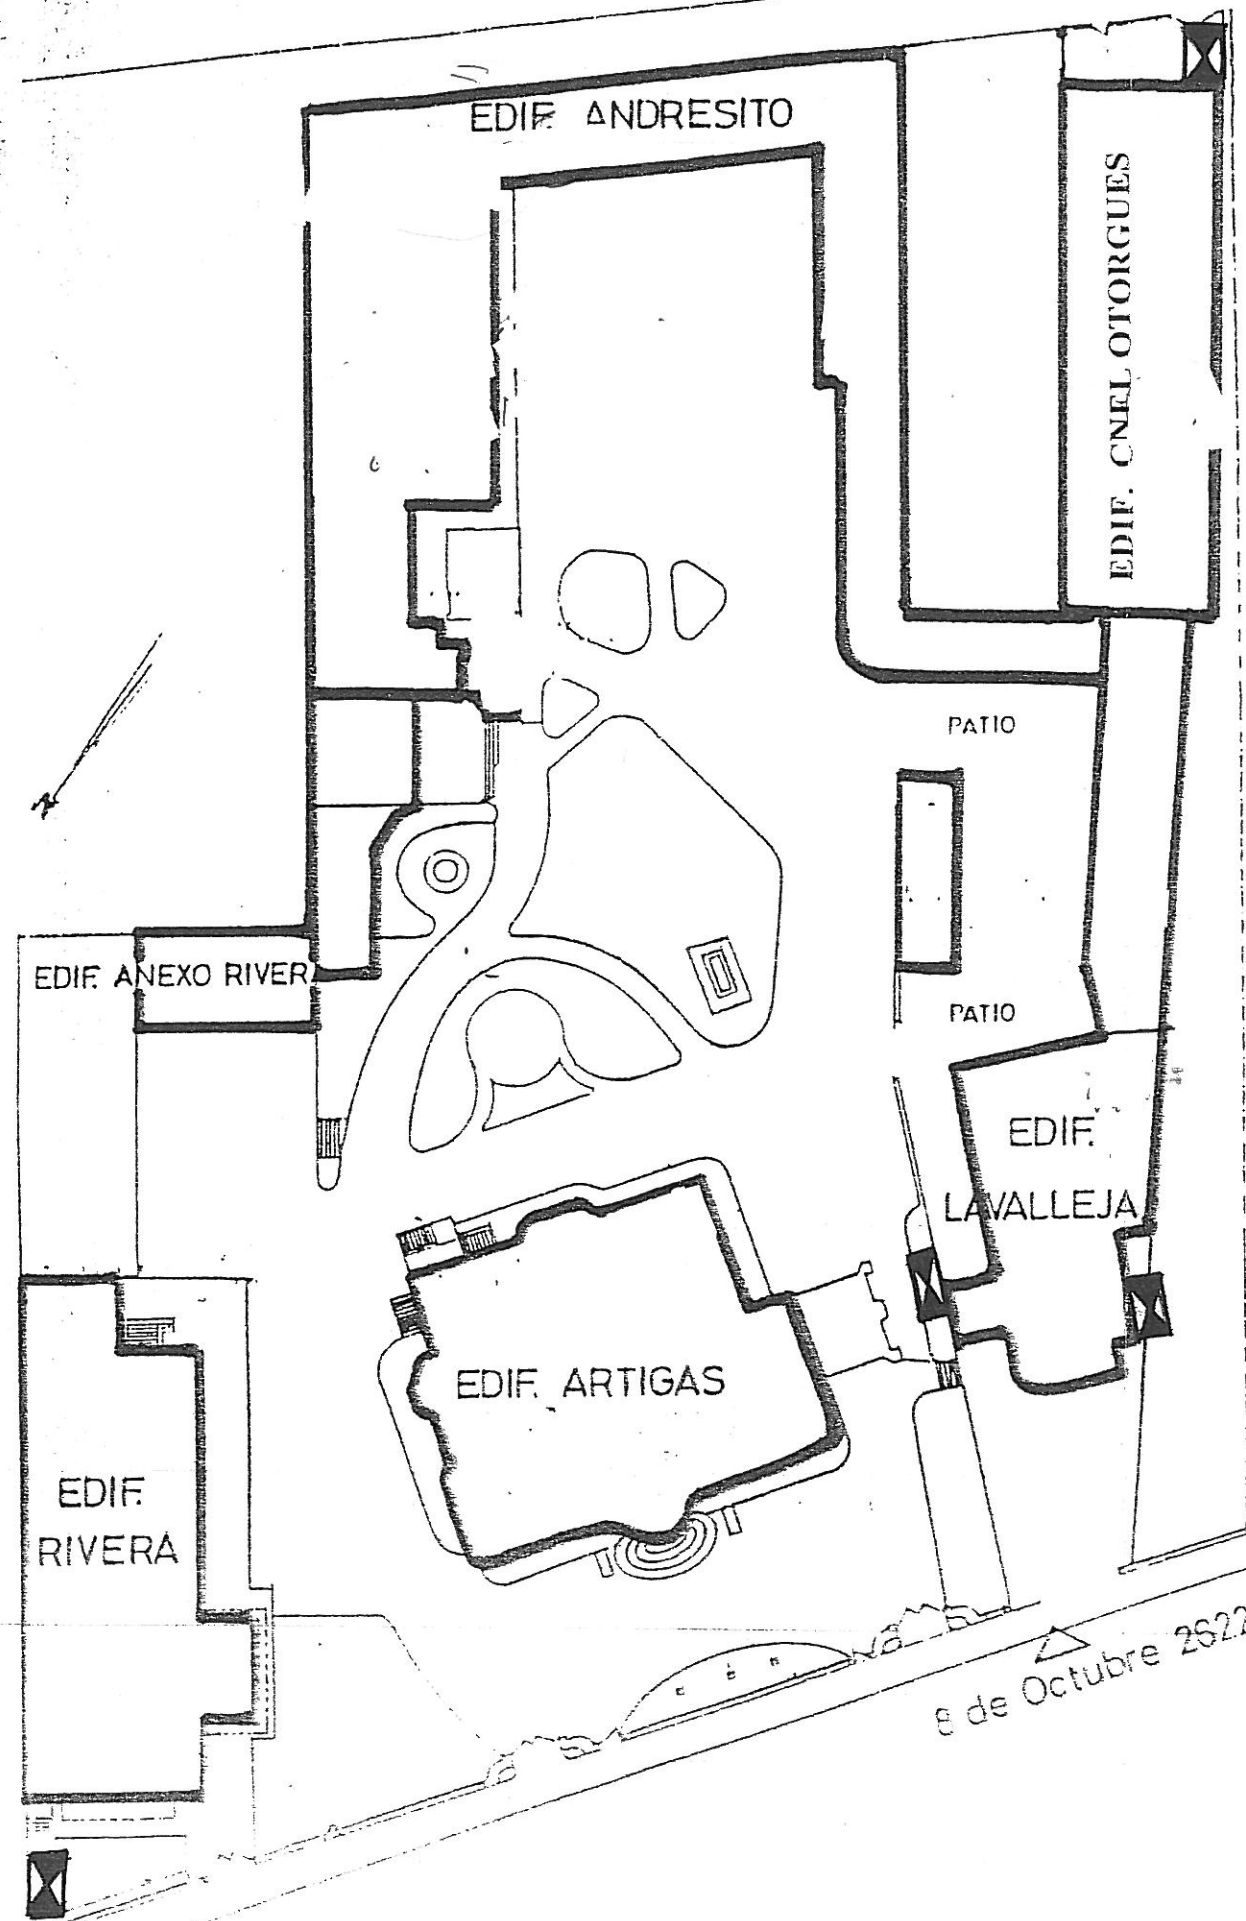 EDIF. ANDRESITO
EDIF. CNEL OTORGUES
PATIO
EDIF. ANEXO RIVER
PATIO
EDIF.
LAVALLEJA
EDIF. ARTIGAS
EDIF.
RIVERA
8 de Octubre 2622
N